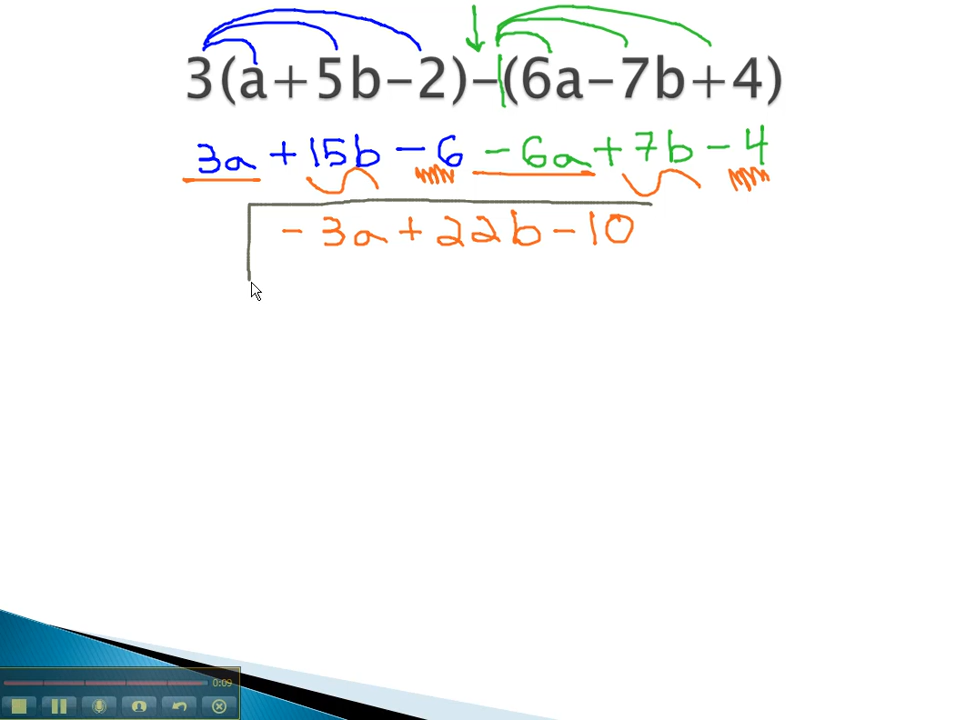 3(a+5b-2)-(6a-7b+4)
3a +15b -6 -6a +7b -4
-3a + 22b - 10
0:09